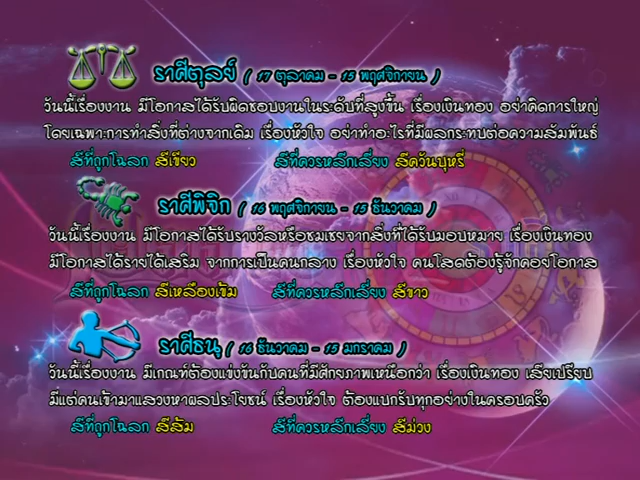 ราศีตุลย์ ( 17 ตุลาคม - 15 พฤศจิกายน )
วันนี้เรื่องงาน มีโอกาสได้รับผิดชอบงานในระดับที่สูงขึ้น เรื่องเงินทอง อย่าคิดการใหญ่
โดยเฉพาะการทำสิ่งที่ต่างจากเดิม เรื่องหัวใจ อย่าทำอะไรที่มีผลกระทบต่อความสัมพันธ์
สีที่ถูกโฉลก สีเขียว สีที่ควรหลีกเลี่ยง สีควันบุหรี่
ราศีพิจิก ( 16 พฤศจิกายน - 15 ธันวาคม )
วันนี้เรื่องงาน มีโอกาสได้รับรางวัลหรือชมเชยจากสิ่งที่ได้รับมอบหมาย เรื่องเงินทอง
มีโอกาสได้รายได้เสริม จากการเป็นคนกลาง เรื่องหัวใจ คนโสดต้องรู้จักคอยโอกาส
สีที่ถูกโฉลก สีเหลืองเข้ม สีที่ควรหลีกเลี่ยง สีขาว
ราศีธนู ( 16 ธันวาคม - 15 มกราคม )
วันนี้เรื่องงาน มีเกณฑ์ต้องแข่งขันกับคนที่มีศักยภาพเหนือกว่า เรื่องเงินทอง เสียเปรียบ
มีแต่คนเข้ามาแสวงหาผลประโยชน์ เรื่องหัวใจ ต้องแบกรับทุกอย่างในครอบครัว
สีที่ถูกโฉลก สีส้ม สีที่ควรหลีกเลี่ยง สีม่วง